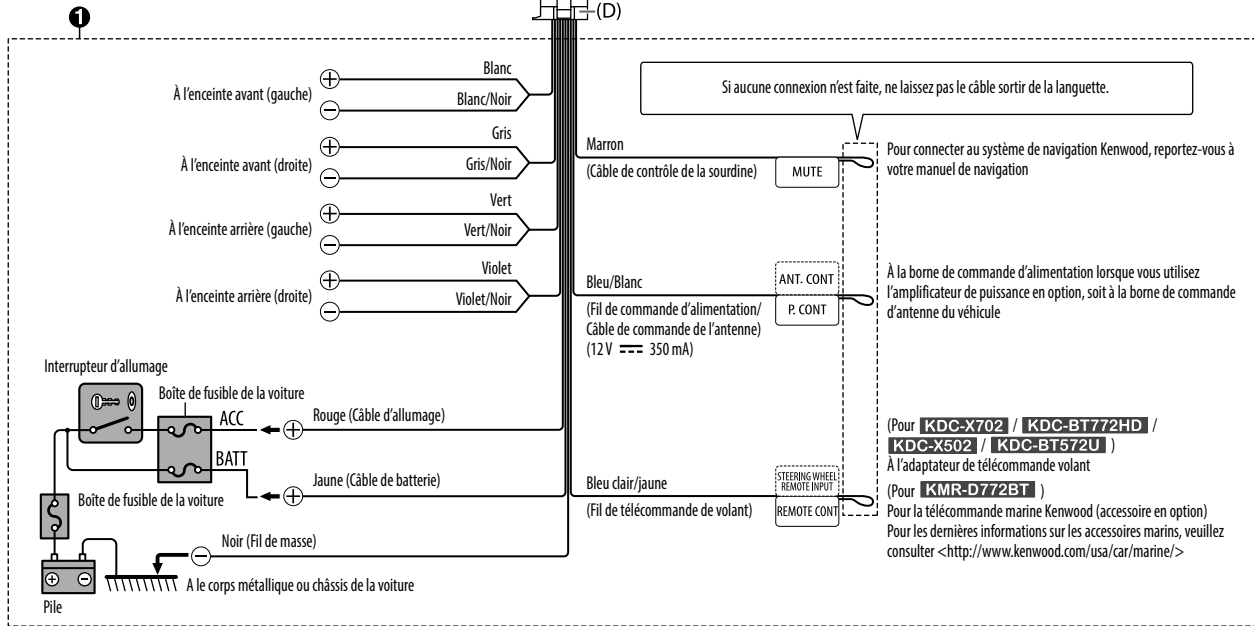 ❶
(D)
Blanc
À l'enceinte avant (gauche)
Blanc/Noir
Gris
À l'enceinte avant (droite)
Gris/Noir
Vert
À l'enceinte arrière (gauche)
Vert/Noir
Violet
À l'enceinte arrière (droite)
Violet/Noir
Si aucune connexion n'est faite, ne laissez pas le câble sortir de la languette.
Marron
(Câble de contrôle de la sourdine)
MUTE
Pour connecter au système de navigation Kenwood, reportez-vous à
votre manuel de navigation
Bleu/Blanc
(Fil de commande d'alimentation/
Câble de commande de l'antenne)
(12 V ⎓ 350 mA)
ANT. CONT
P. CONT
À la borne de commande d'alimentation lorsque vous utilisez
l'amplificateur de puissance en option, soit à la borne de commande
d'antenne du véhicule
Interrupteur d'allumage
Boîte de fusible de la voiture
ACC
Rouge (Câble d'allumage)
BATT
Jaune (Câble de batterie)
Boîte de fusible de la voiture
Noir (Fil de masse)
A le corps métallique ou châssis de la voiture
Pile
Bleu clair/jaune
(Fil de télécommande de volant)
STEERING WHEEL
REMOTE INPUT
REMOTE CONT
(Pour KDC-X702 / KDC-BT772HD /
KDC-X502 / KDC-BT572U )
À l'adaptateur de télécommande volant
(Pour KMR-D772BT )
Pour la télécommande marine Kenwood (accessoire en option)
Pour les dernières informations sur les accessoires marins, veuillez
consulter <http://www.kenwood.com/usa/car/marine/>